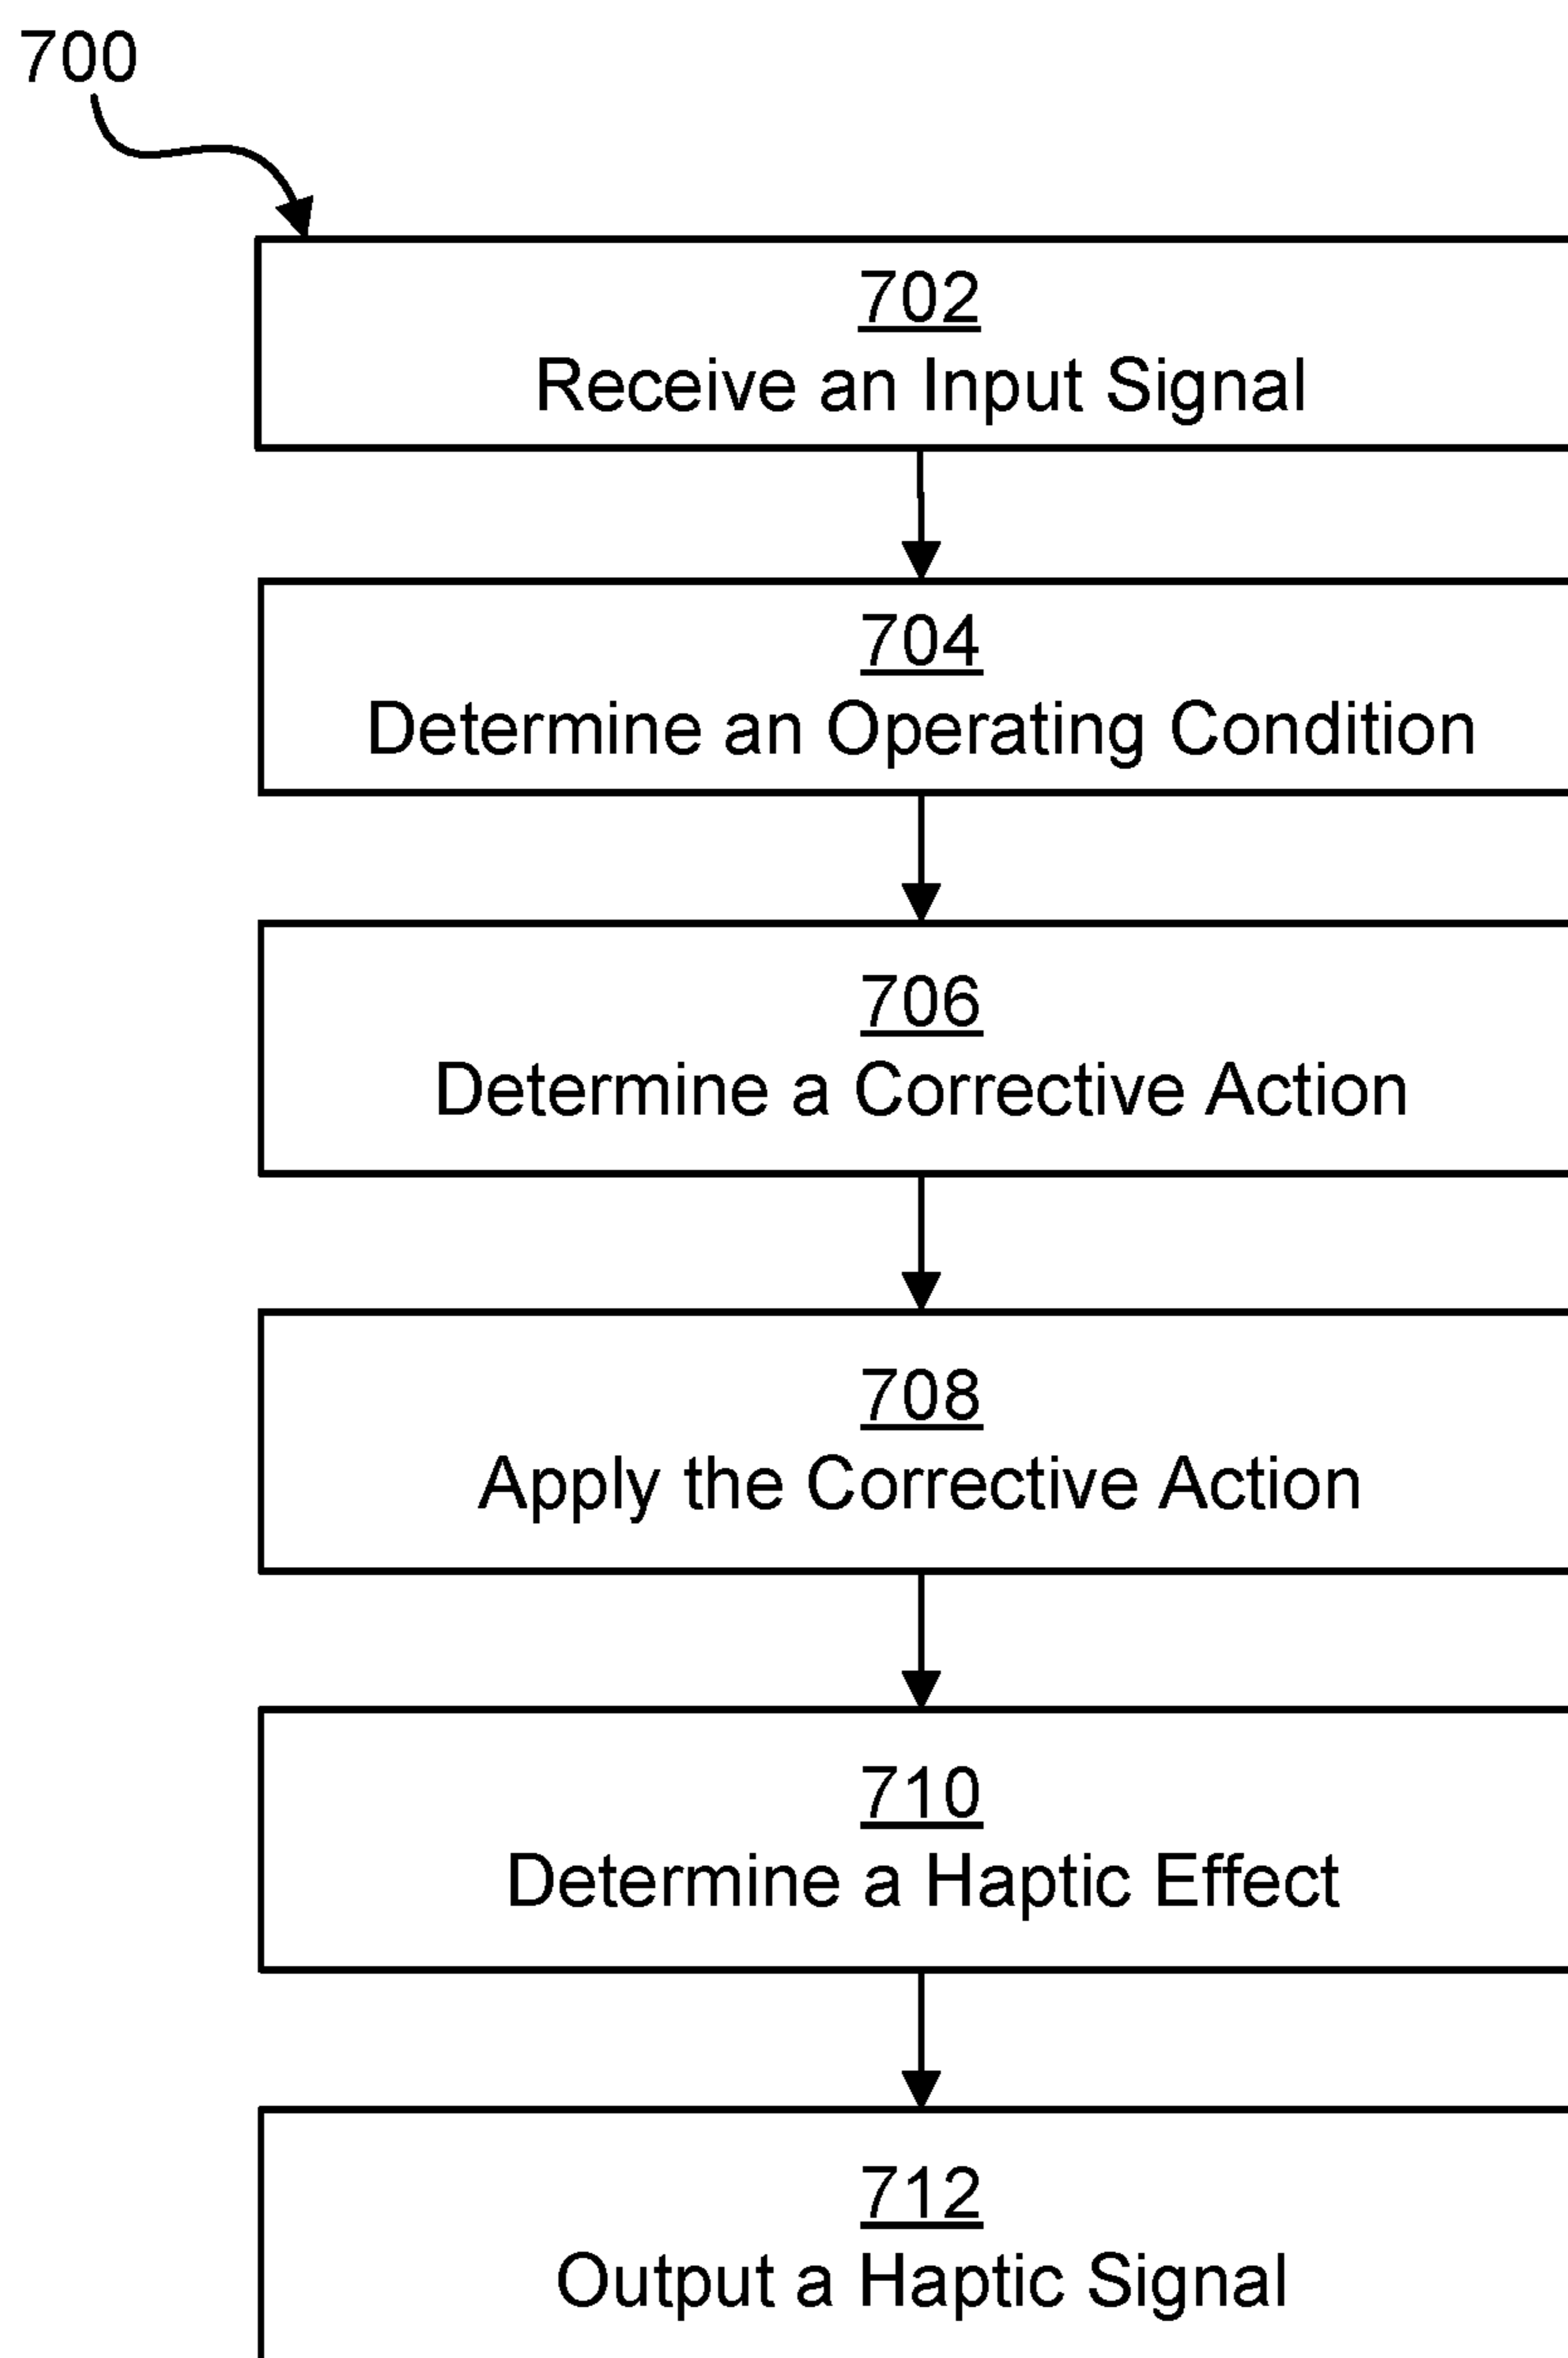 700
702
Receive an Input Signal
704
Determine an Operating Condition
706
Determine a Corrective Action
708
Apply the Corrective Action
710
Determine a Haptic Effect
712
Output a Haptic Signal